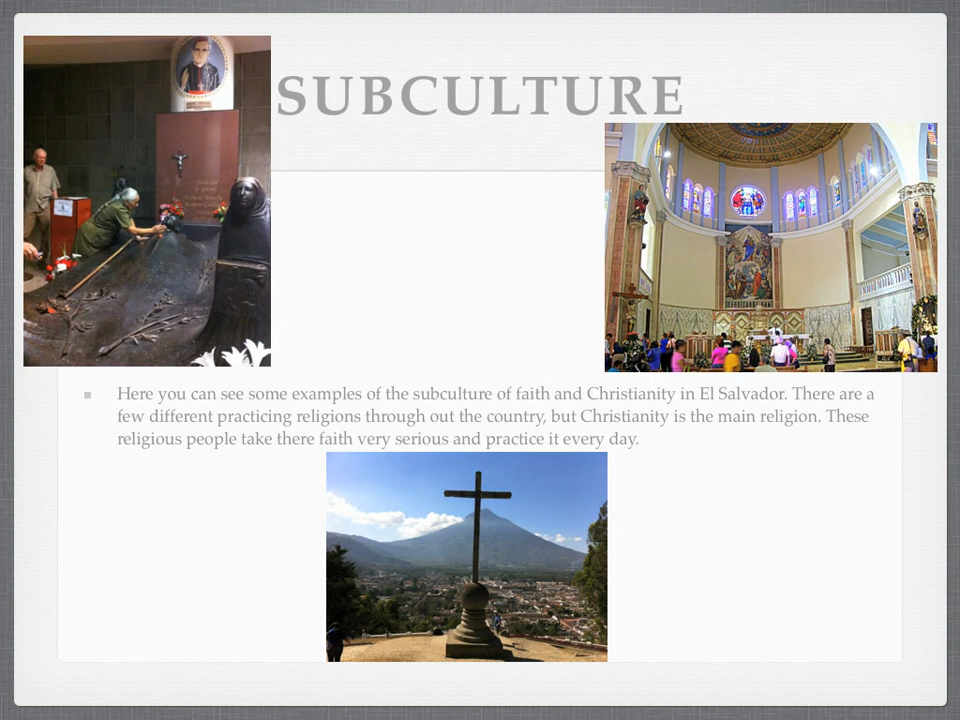 SUBCULTURE
Here you can see some examples of the subculture of faith and Christianity in El Salvador. There are a
few different practicing religions through out the country, but Christianity is the main religion. These
religious people take there faith very serious and practice it every day.